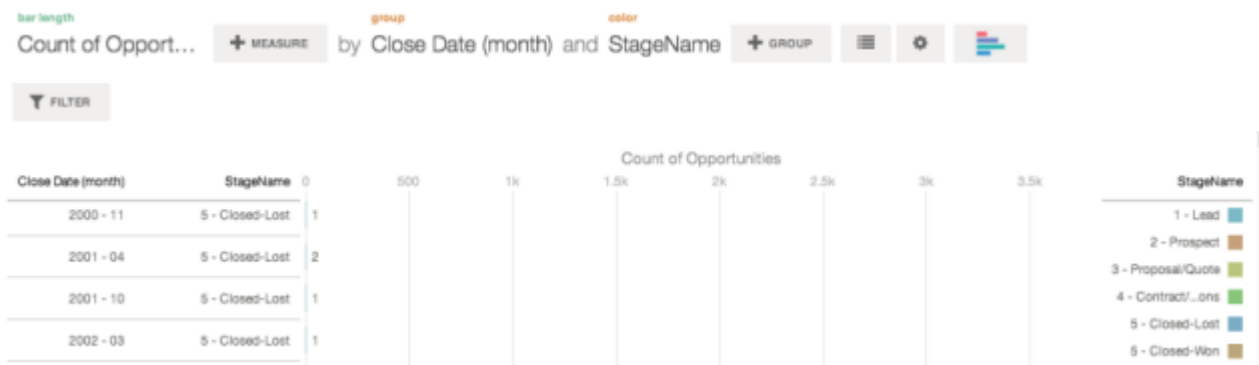 bar length group color
Count of Opport... + MEASURE by Close Date (month) and StageName + GROUP
FILTER
Count of Opportunities
Close Date (month) StageName 0 500 1k 1.5k 2k 2.5k 3k 3.5k StageName
2000 - 11 5 - Closed-Lost 1 1 - Lead
2 - Prospect
2001 - 04 5 - Closed-Lost 2 3 - Proposal/Quote
2001 - 10 5 - Closed-Lost 1 4 - Contract/...ons
5 - Closed-Lost
2002 - 03 5 - Closed-Lost 1 5 - Closed-Won